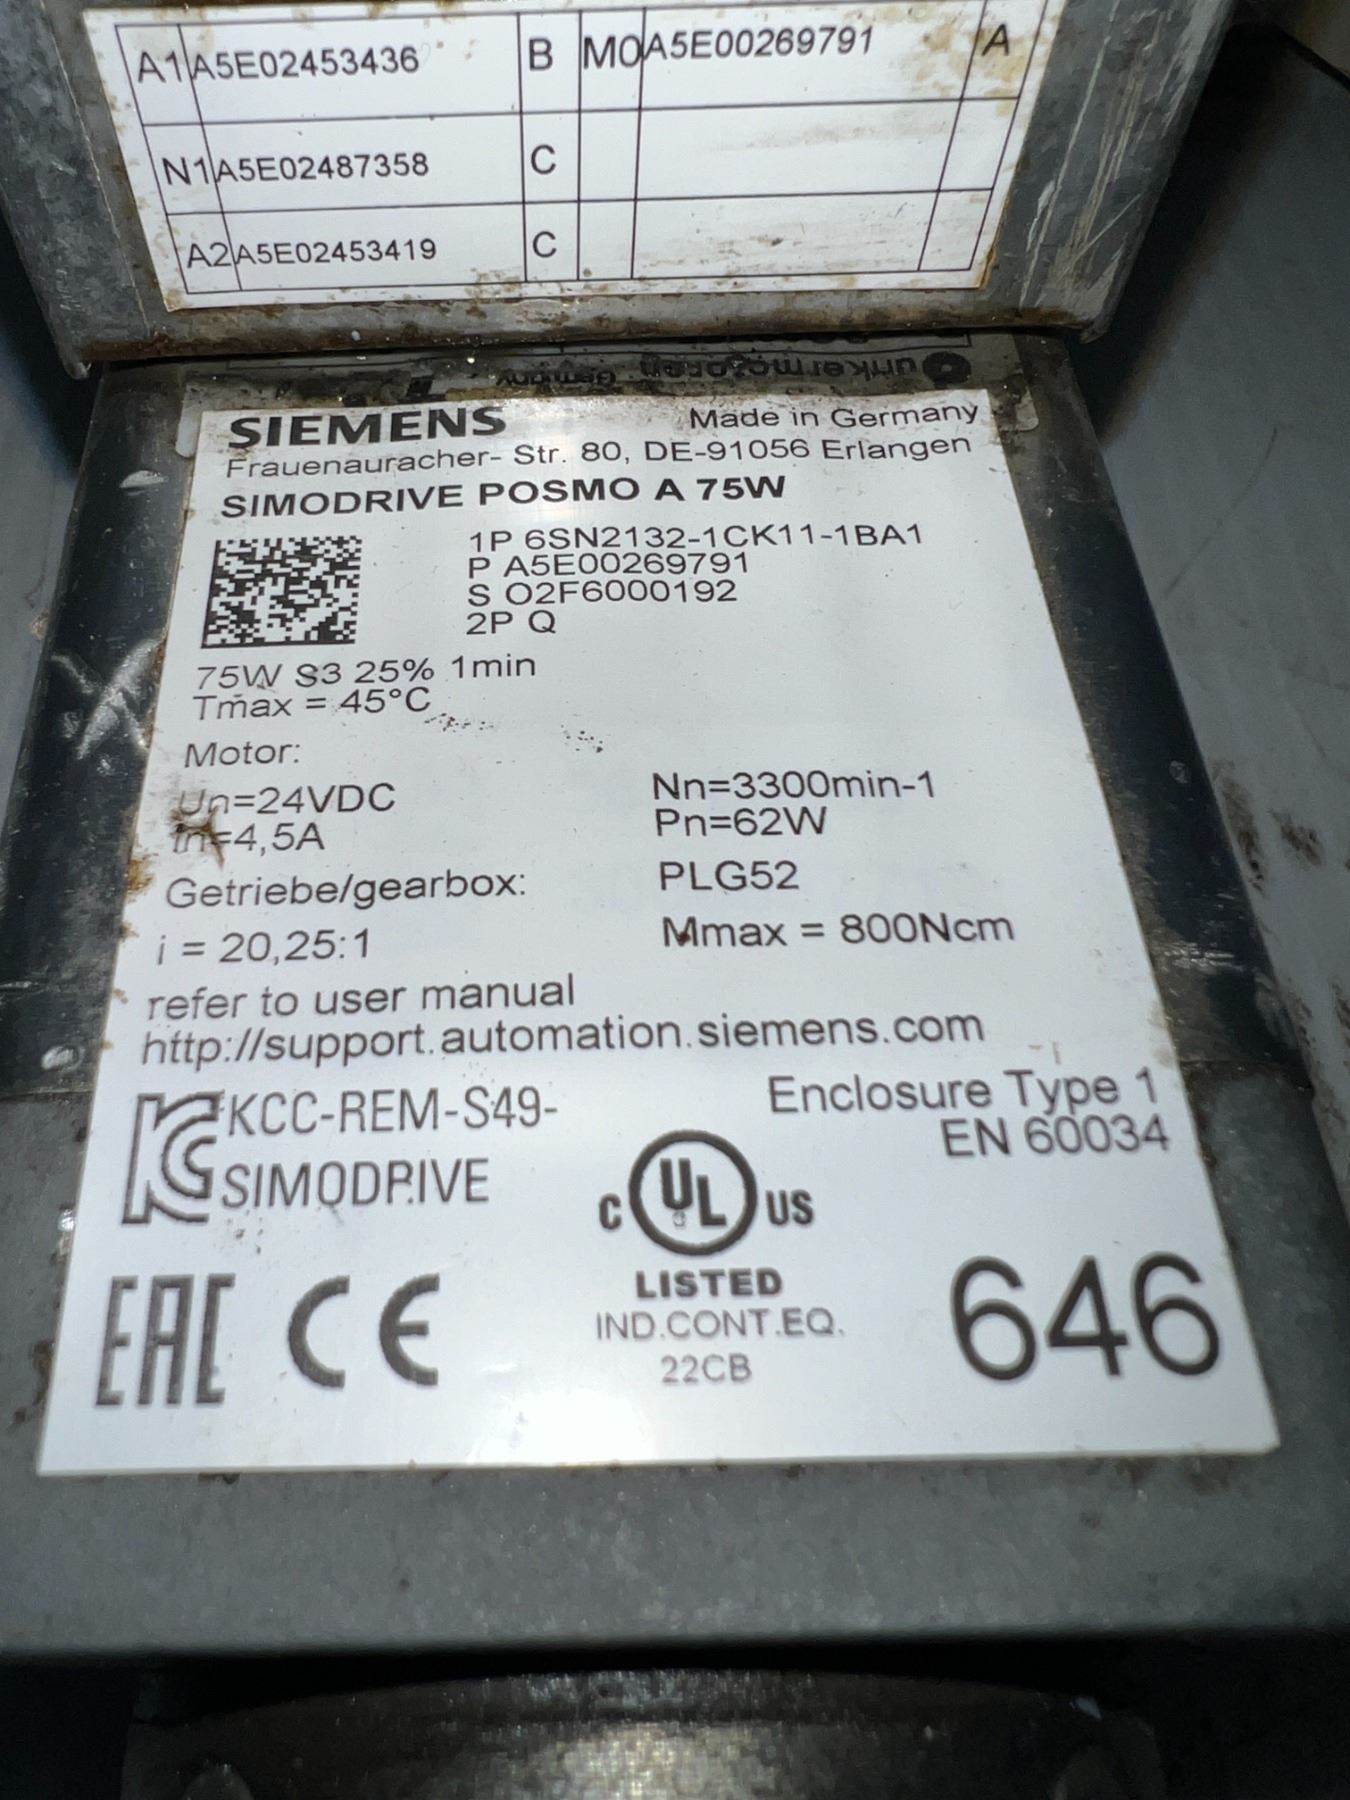 A1 A5E02453436 B M0 A5E00269791 A
N1 A5E02487358 C
A2 A5E02453419 C
unkermotoren Germany
SIEMENS Made in Germany
Frauenauracher- Str. 80, DE-91056 Erlangen
SIMODRIVE POSMO A 75W
1P 6SN2132-1CK11-1BA1
P A5E00269791
S O2F6000192
2P Q
75W S3 25% 1min
Tmax = 45°C
Motor:
Un=24VDC Nn=3300min-1
In=4,5A Pn=62W
Getriebe/gearbox: PLG52
i = 20,25:1 Mmax = 800Ncm
refer to user manual
http://support.automation.siemens.com
KCC-REM-S49- Enclosure Type 1
SIMODRIVE EN 60034
C UL US
LISTED
IND.CONT.EQ.
22CB
EAC CE 646